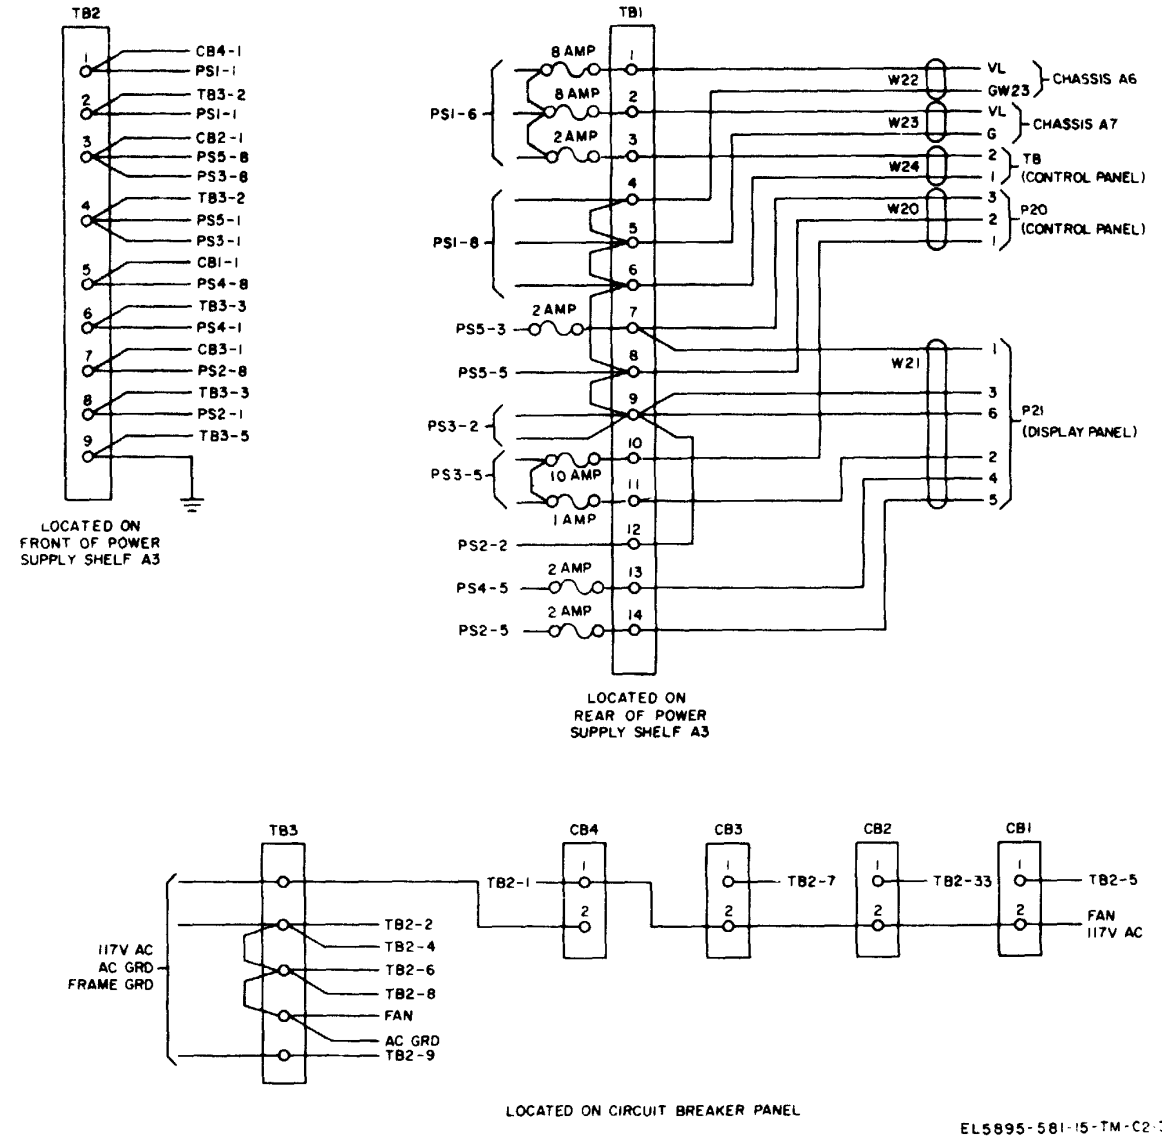 TB2
1
CB4-1
PS1-1
2
TB3-2
PS1-1
3
CB2-1
PS5-8
PS3-8
4
TB3-2
PS5-1
PS3-1
5
CB1-1
PS4-8
6
TB3-3
PS4-1
7
CB3-1
PS2-8
8
TB3-3
PS2-1
9
TB3-5
LOCATED ON
FRONT OF POWER
SUPPLY SHELF A3
TB1
PS1-6
8 AMP
1
8 AMP
2
2 AMP
3
PS1-8
4
5
6
PS5-3
2 AMP
7
PS5-5
8
PS3-2
9
PS3-5
10
10 AMP
11
1 AMP
PS2-2
12
PS4-5
2 AMP
13
PS2-5
2 AMP
14
W22
VL
GW23
CHASSIS A6
W23
VL
G
CHASSIS A7
W24
2
1
TB
(CONTROL PANEL)
W20
3
2
1
P20
(CONTROL PANEL)
W21
1
3
6
2
4
5
P21
(DISPLAY PANEL)
LOCATED ON
REAR OF POWER
SUPPLY SHELF A3
TB3
117V AC
AC GRD
FRAME GRD
TB2-2
TB2-4
TB2-6
TB2-8
FAN
AC GRD
TB2-9
CB4
TB2-1
1
2
CB3
1
TB2-7
2
CB2
1
TB2-33
2
CB1
1
TB2-5
2
FAN
117V AC
LOCATED ON CIRCUIT BREAKER PANEL
EL5895-581-15-TM-C2-